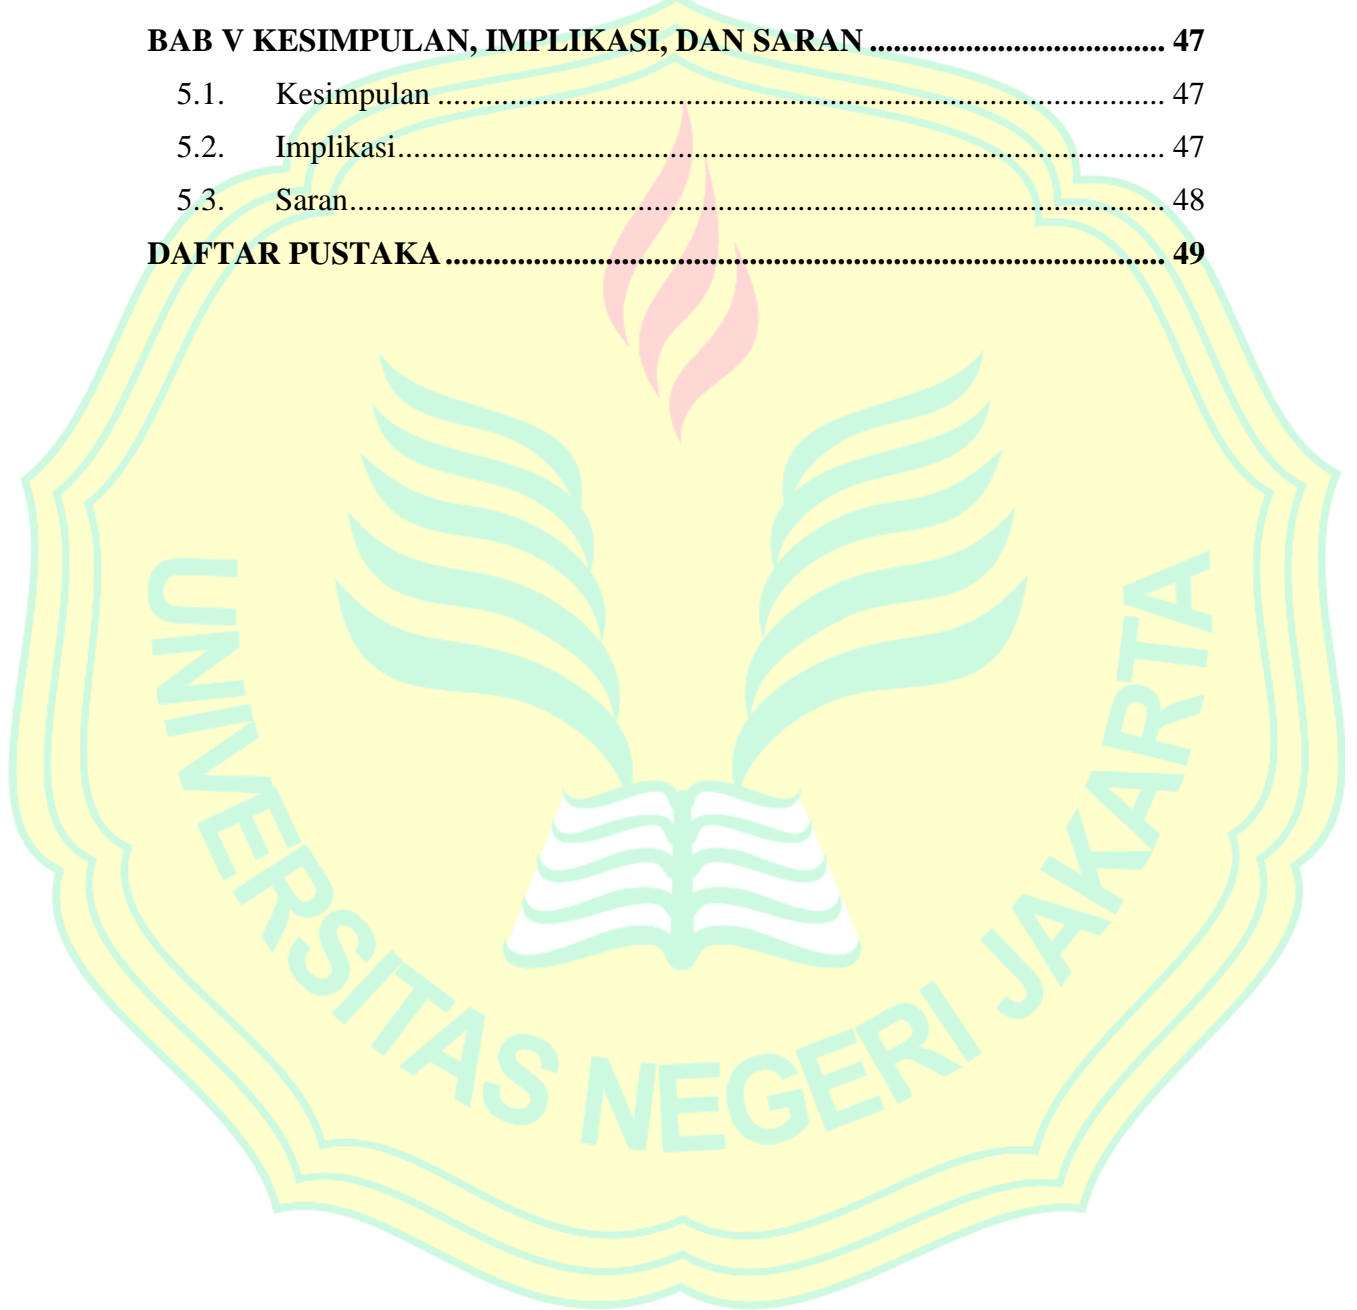 BAB V KESIMPULAN, IMPLIKASI, DAN SARAN .................................... 47
5.1. Kesimpulan ........................................................................................... 47
5.2. Implikasi................................................................................................ 47
5.3. Saran...................................................................................................... 48
DAFTAR PUSTAKA ........................................................................................ 49
UNIVERSITAS NEGERI JAKARTA